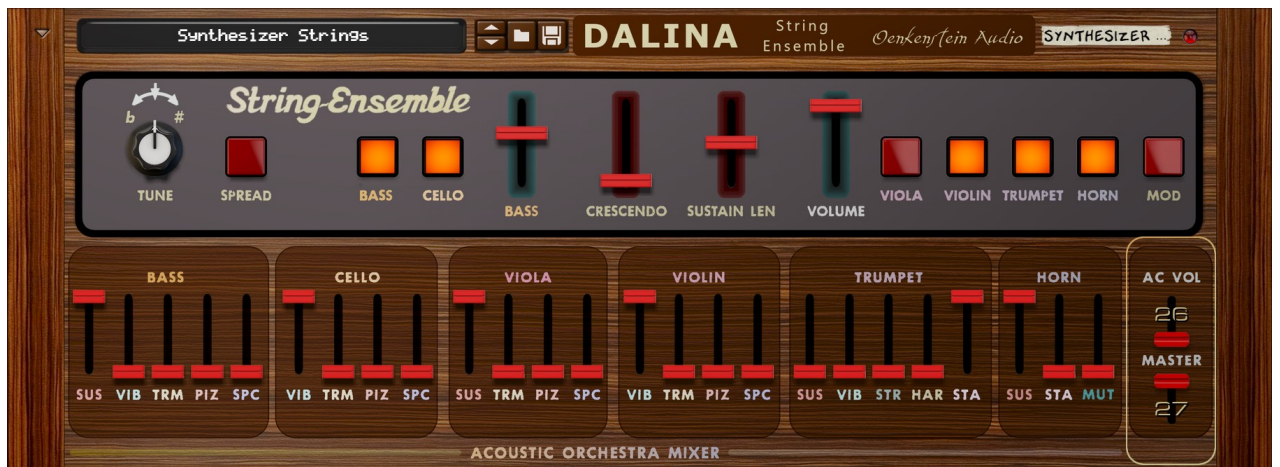 Synthesizer Strings
DALINA
String
Ensemble
Oenkenstein Audio
SYNTHESIZER ...
b #
String-Ensemble
TUNE SPREAD BASS CELLO BASS CRESCENDO SUSTAIN LEN VOLUME VIOLA VIOLIN TRUMPET HORN MOD
BASS CELLO VIOLA VIOLIN TRUMPET HORN AC VOL
26
MASTER
SUS VIB TRM PIZ SPC VIB TRM PIZ SPC SUS TRM PIZ SPC VIB TRM PIZ SPC SUS VIB STR HAR STA SUS STA MUT
27
ACOUSTIC ORCHESTRA MIXER